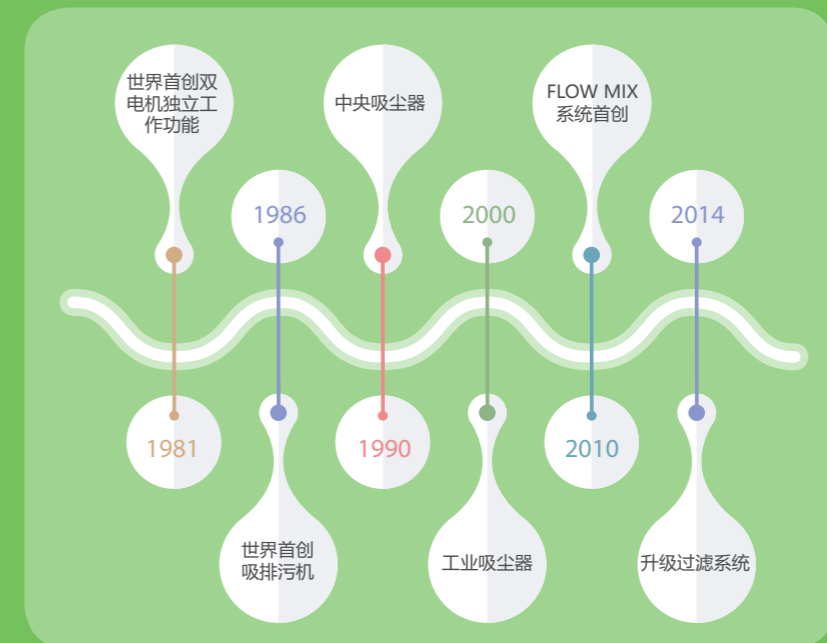 世界首创双
电机独立工
作功能
中央吸尘器
FLOW MIX
系统首创
1986
2000
2014
1981
1990
2010
世界首创
吸排污机
工业吸尘器
升级过滤系统